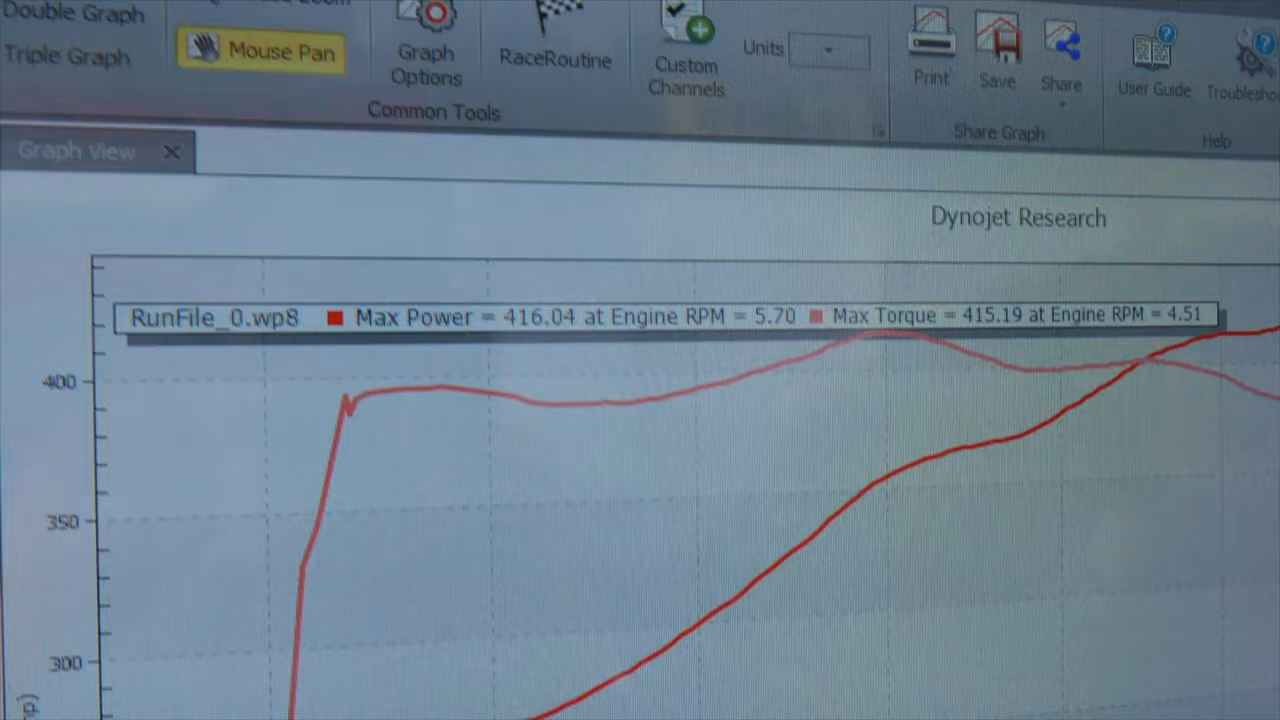 Double Graph
Triple Graph
Mouse Pan
Graph
Options
RaceRoutine
Common Tools
Custom
Channels
Units
Print
Save
Share
Share Graph
User Guide
Help
Graph View
Dynojet Research
RunFile_0.wp8 Max Power = 416.04 at Engine RPM = 5.70 Max Torque = 415.19 at Engine RPM = 4.51
400
350
300